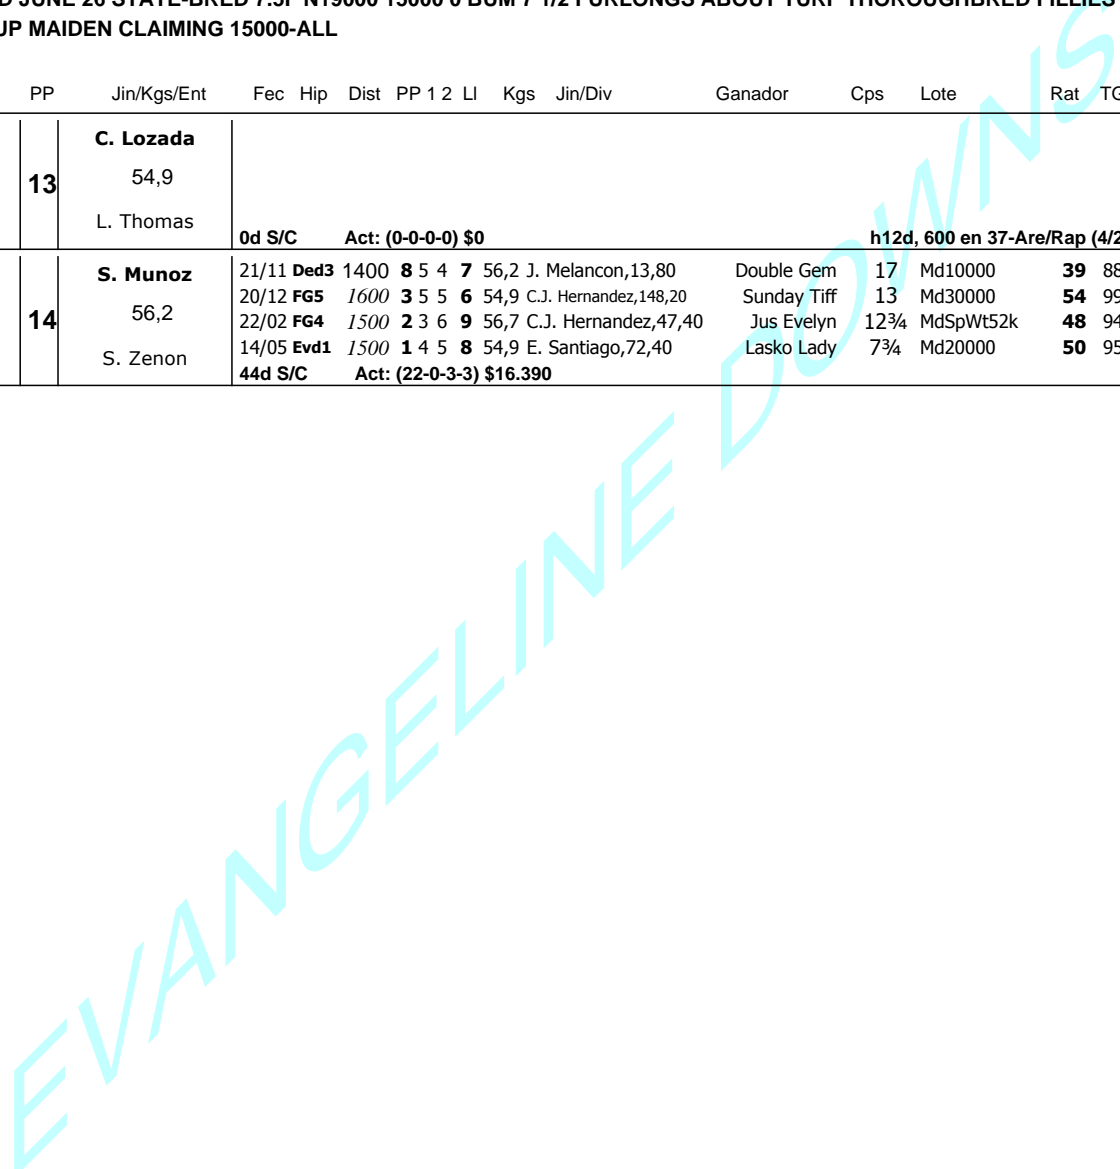 JUNE 26 STATE-BRED 7.5F NT9000 15000 0 BUM 7 1/2 FURLONGS ABOUT TURF THOROUGHBRED FILLIES
UP MAIDEN CLAIMING 15000-ALL
PP Jin/Kgs/Ent Fec Hip Dist PP 1 2 Ll Kgs Jin/Div Ganador Cps Lote Rat TG
13
C. Lozada
54,9
L. Thomas
0d S/C Act: (0-0-0-0) $0 h12d, 600 en 37-Are/Rap (4/2
14
S. Munoz
56,2
S. Zenon
21/11 Ded3 1400 8 5 4 7 56,2 J. Melancon,13,80 Double Gem 17 Md10000 39 88
20/12 FG5 1600 3 5 5 6 54,9 C.J. Hernandez,148,20 Sunday Tiff 13 Md30000 54 99
22/02 FG4 1500 2 3 6 9 56,7 C.J. Hernandez,47,40 Jus Evelyn 12¾ MdSpWt52k 48 94
14/05 Evd1 1500 1 4 5 8 54,9 E. Santiago,72,40 Lasko Lady 7¾ Md20000 50 95
44d S/C Act: (22-0-3-3) $16.390
EVANGELINE DOWNS